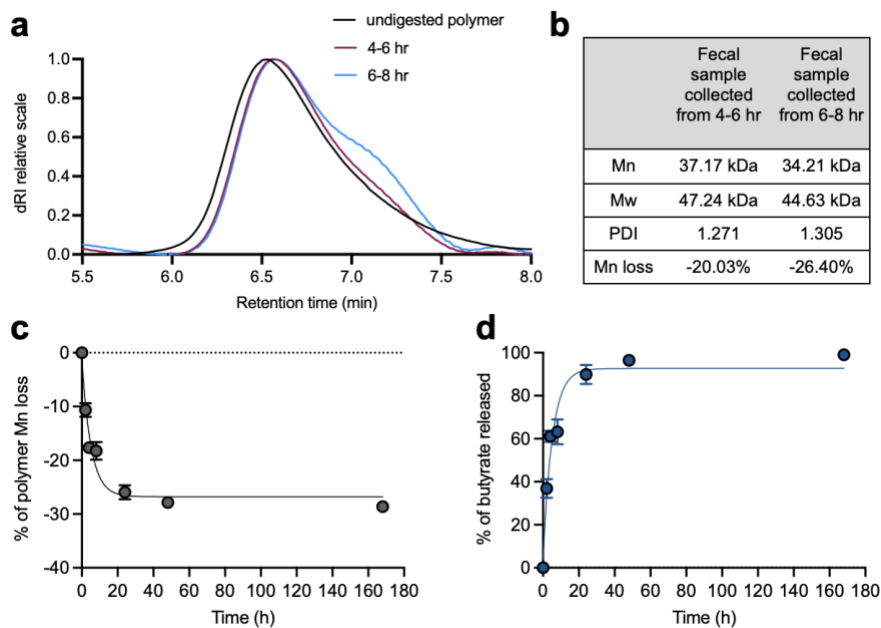 a
undigested polymer
4-6 hr
6-8 hr
1.0
0.8
0.6
0.4
0.2
0.0
dRI relative scale
5.5 6.0 6.5 7.0 7.5 8.0
Retention time (min)
b
Fecal sample collected from 4-6 hr
Fecal sample collected from 6-8 hr
Mn 37.17 kDa 34.21 kDa
Mw 47.24 kDa 44.63 kDa
PDI 1.271 1.305
Mn loss -20.03% -26.40%
c
0
-10
-20
-30
-40
% of polymer Mn loss
0 20 40 60 80 100 120 140 160 180
Time (h)
d
100
80
60
40
20
0
% of butyrate released
0 20 40 60 80 100 120 140 160 180
Time (h)